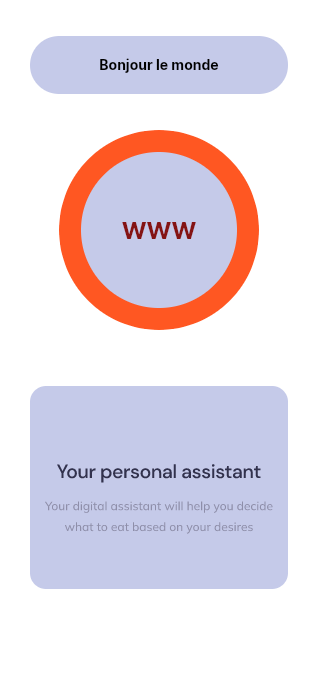 Bonjour le monde
WWW
Your personal assistant
Your digital assistant will help you decide
what to eat based on your desires